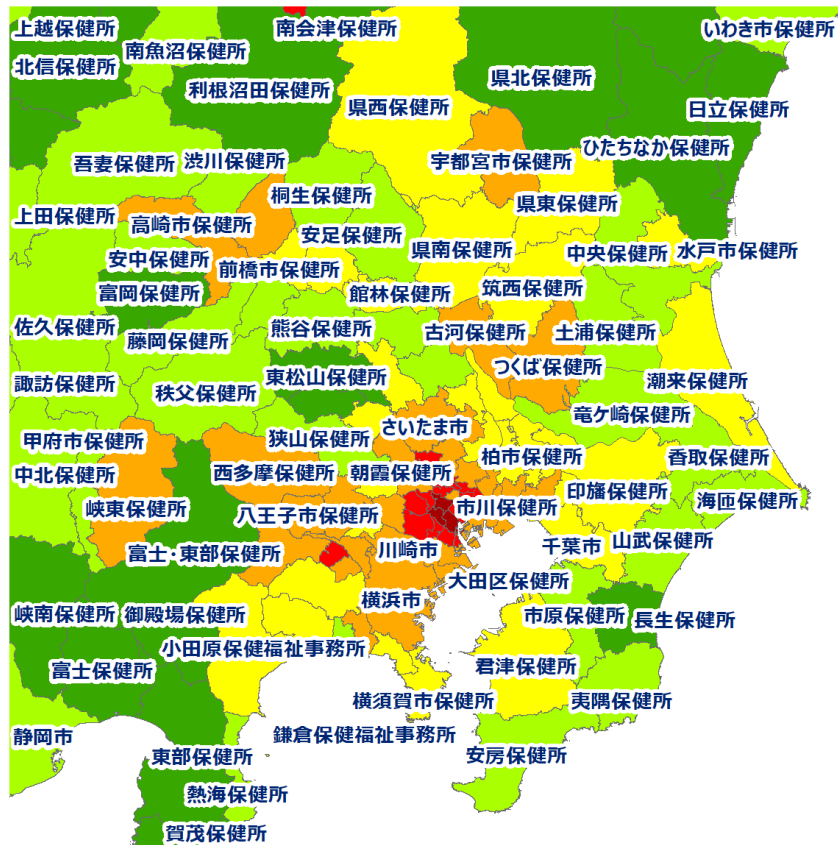 上越保健所
南会津保健所
いわき市保健所
南魚沼保健所
北信保健所
県北保健所
利根沼田保健所
県西保健所
日立保健所
ひたちなか保健所
吾妻保健所
渋川保健所
宇都宮市保健所
桐生保健所
県東保健所
上田保健所
高崎市保健所
安足保健所
県南保健所
中央保健所
水戸市保健所
安中保健所
前橋市保健所
筑西保健所
富岡保健所
館林保健所
佐久保健所
藤岡保健所
熊谷保健所
古河保健所
土浦保健所
つくば保健所
諏訪保健所
秩父保健所
東松山保健所
潮来保健所
竜ケ崎保健所
甲府市保健所
狭山保健所
さいたま市
柏市保健所
香取保健所
中北保健所
西多摩保健所
朝霞保健所
印旛保健所
海匝保健所
峡東保健所
八王子市保健所
市川保健所
富士・東部保健所
川崎市
千葉市
山武保健所
大田区保健所
横浜市
峡南保健所
御殿場保健所
市原保健所
長生保健所
小田原保健福祉事務所
富士保健所
君津保健所
横須賀市保健所
夷隅保健所
静岡市
鎌倉保健福祉事務所
東部保健所
安房保健所
熱海保健所
賀茂保健所